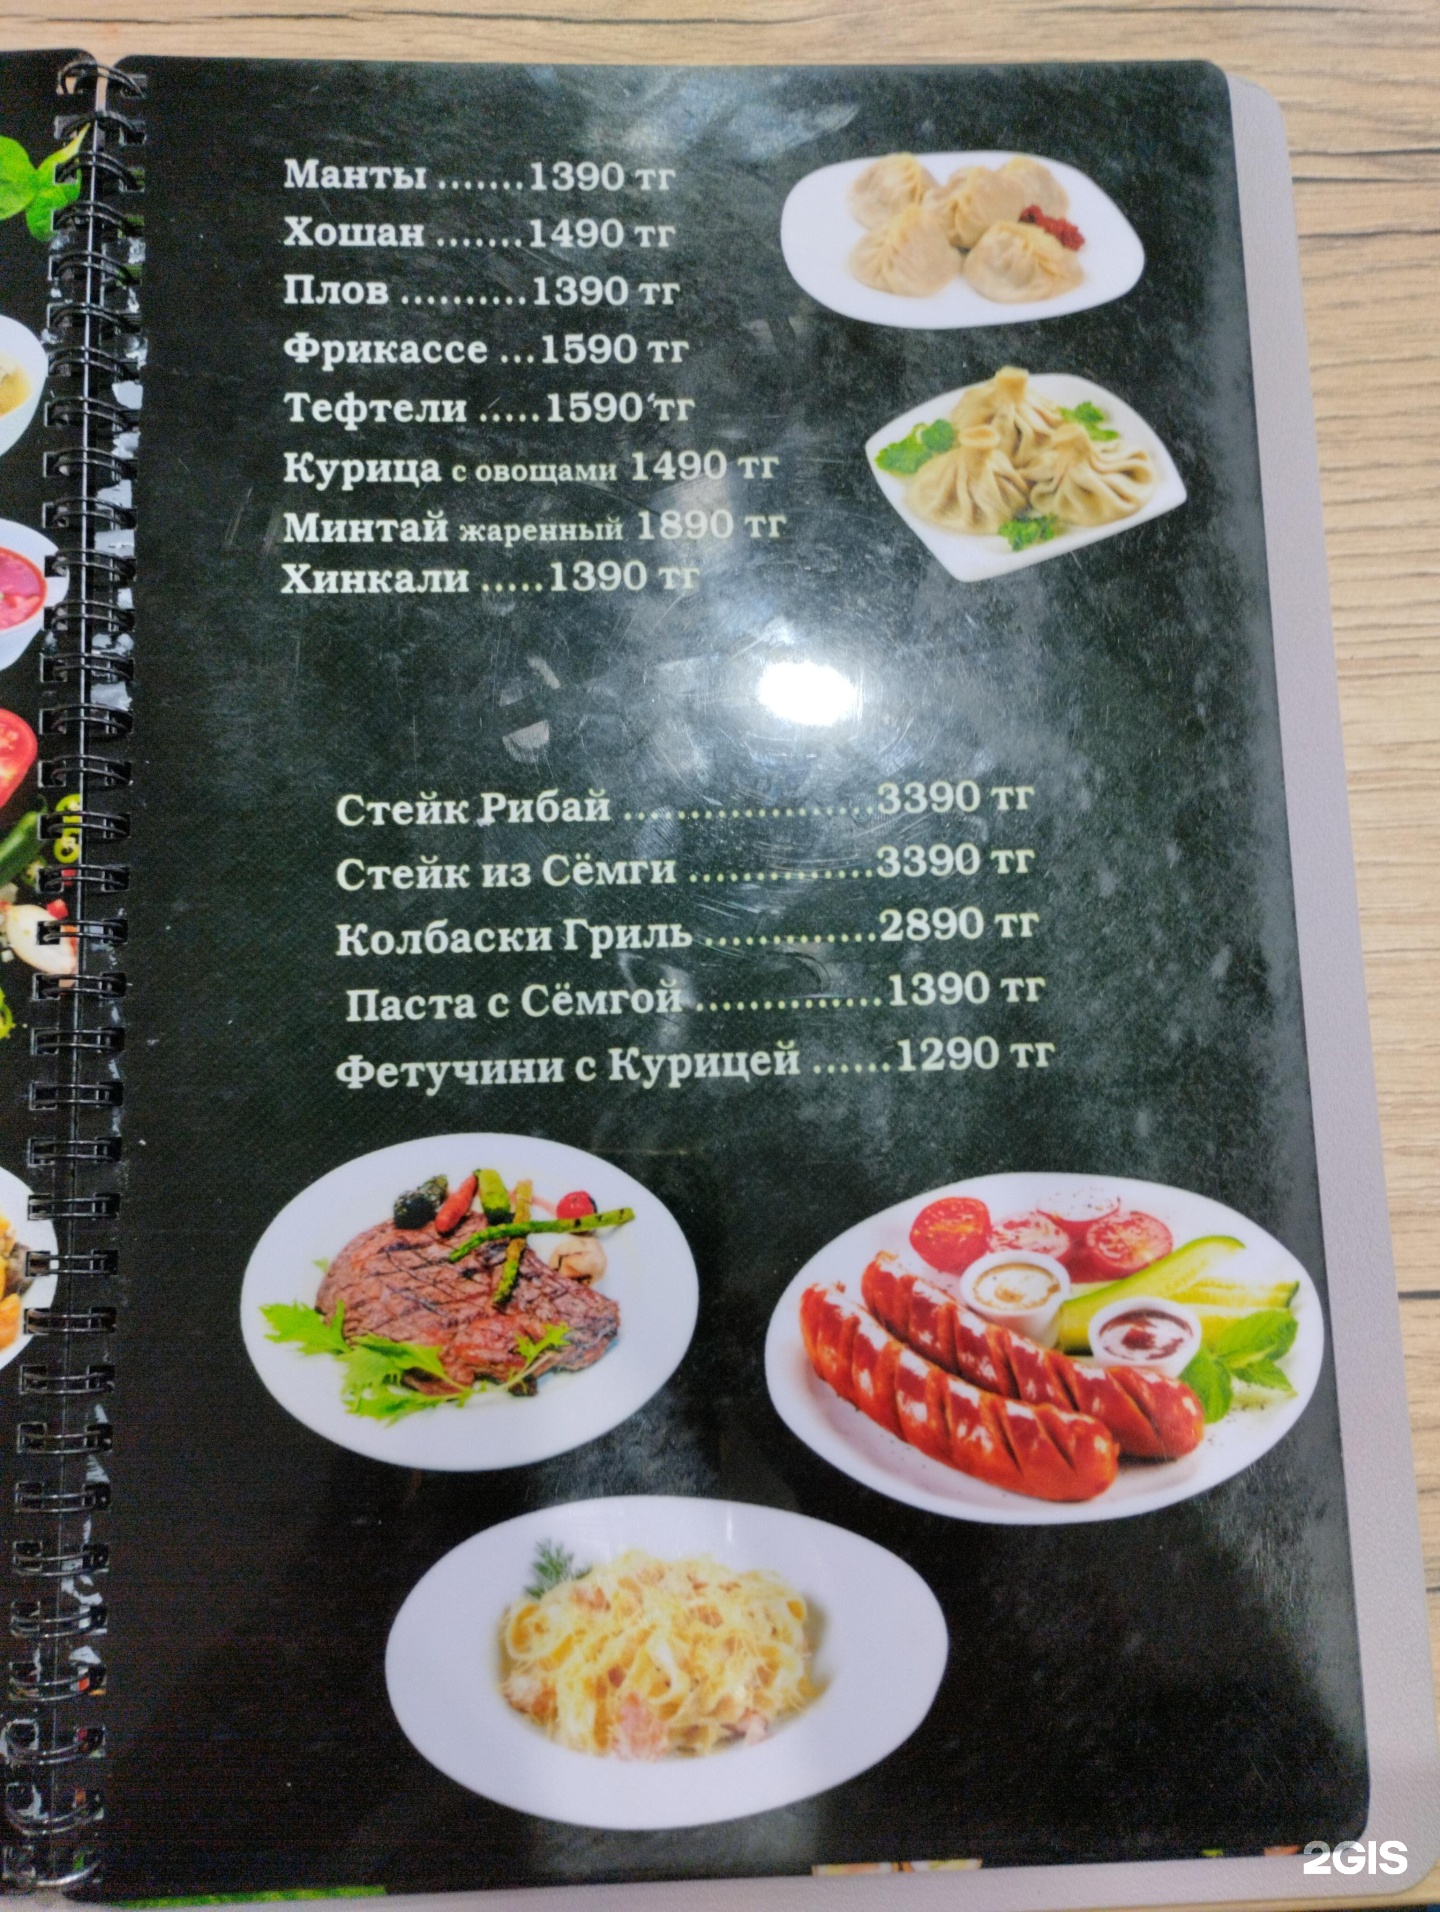 Манты .......1390 тг
Хошан .......1490 тг
Плов ..........1390 тг
Фрикассе ...1590 тг
Тефтели .....1590 тг
Курица с овощами 1490 тг
Минтай жаренный 1890 тг
Хинкали .....1390 тг
Стейк Рибай ...................3390 тг
Стейк из Сёмги ..............3390 тг
Колбаски Гриль .............2890 тг
Паста с Сёмгой ..............1390 тг
Фетучини с Курицей ......1290 тг
2GIS